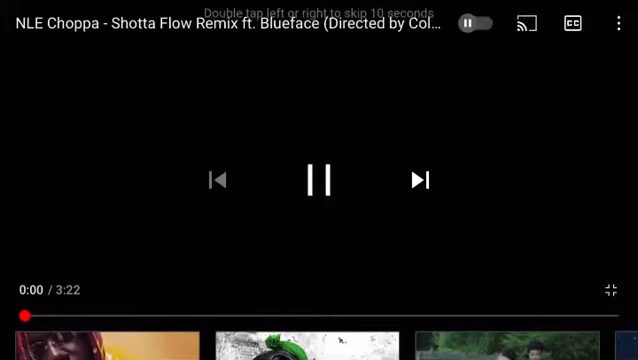 Double tap left or right to skip 10 seconds
NLE Choppa - Shotta Flow Remix ft. Blueface (Directed by Col...
CC
0:00 / 3:22